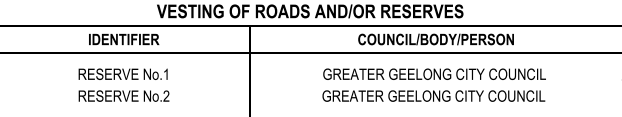 VESTING OF ROADS AND/OR RESERVES
IDENTIFIER COUNCIL/BODY/PERSON
RESERVE No.1 GREATER GEELONG CITY COUNCIL
RESERVE No.2 GREATER GEELONG CITY COUNCIL